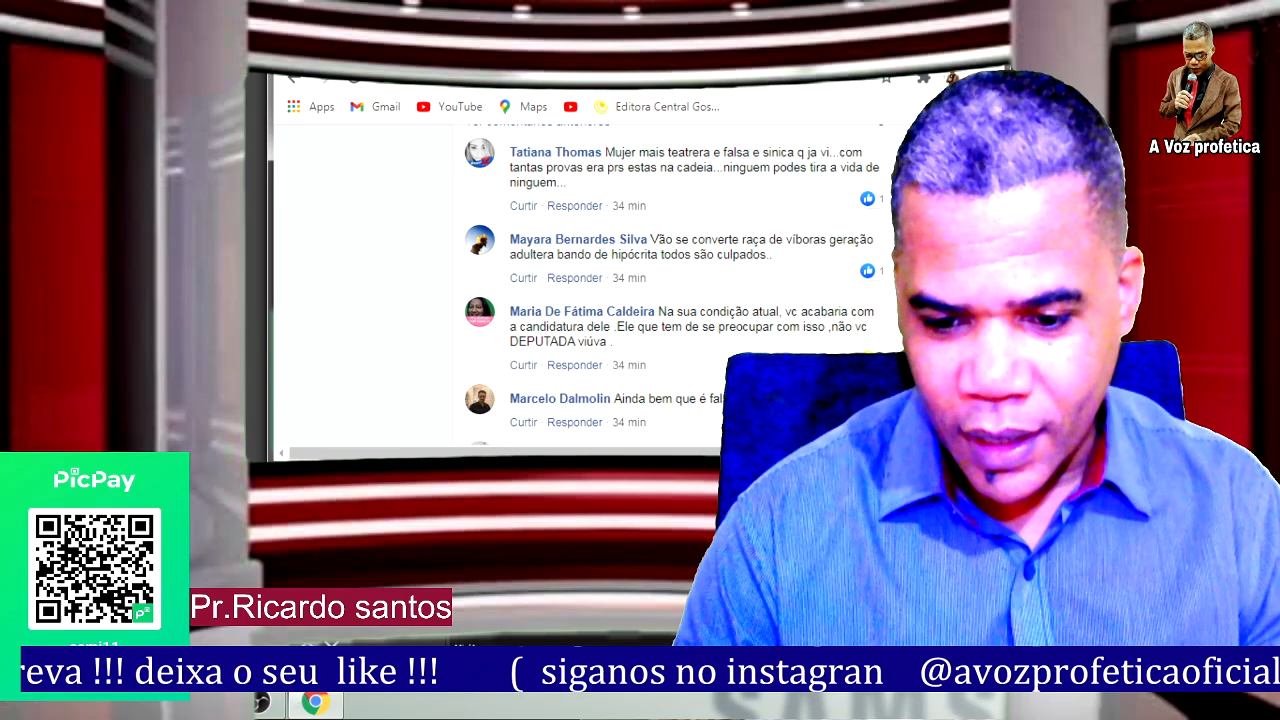 Apps Gmail YouTube Maps Editora Central Gos...
Tatiana Thomas Mujer mais teatrera e falsa e sinica q ja vi...com
tantas provas era prs estas na cadeia...ninguem podes tira a vida de
ninguem...
Curtir · Responder · 34 min
1
Mayara Bernardes Silva Vão se converte raça de víboras geração
adultera bando de hipócrita todos são culpados..
Curtir · Responder · 34 min
1
Maria De Fátima Caldeira Na sua condição atual, vc acabaria com
a candidatura dele .Ele que tem de se preocupar com isso ,não vc
DEPUTADA viúva .
Curtir · Responder · 34 min
Marcelo Dalmolin Ainda bem que é fal
Curtir · Responder · 34 min
A Voz profetica
PicPay
Pr.Ricardo santos
reva !!! deixa o seu like !!! ( siganos no instagran @avozprofeticaoficial